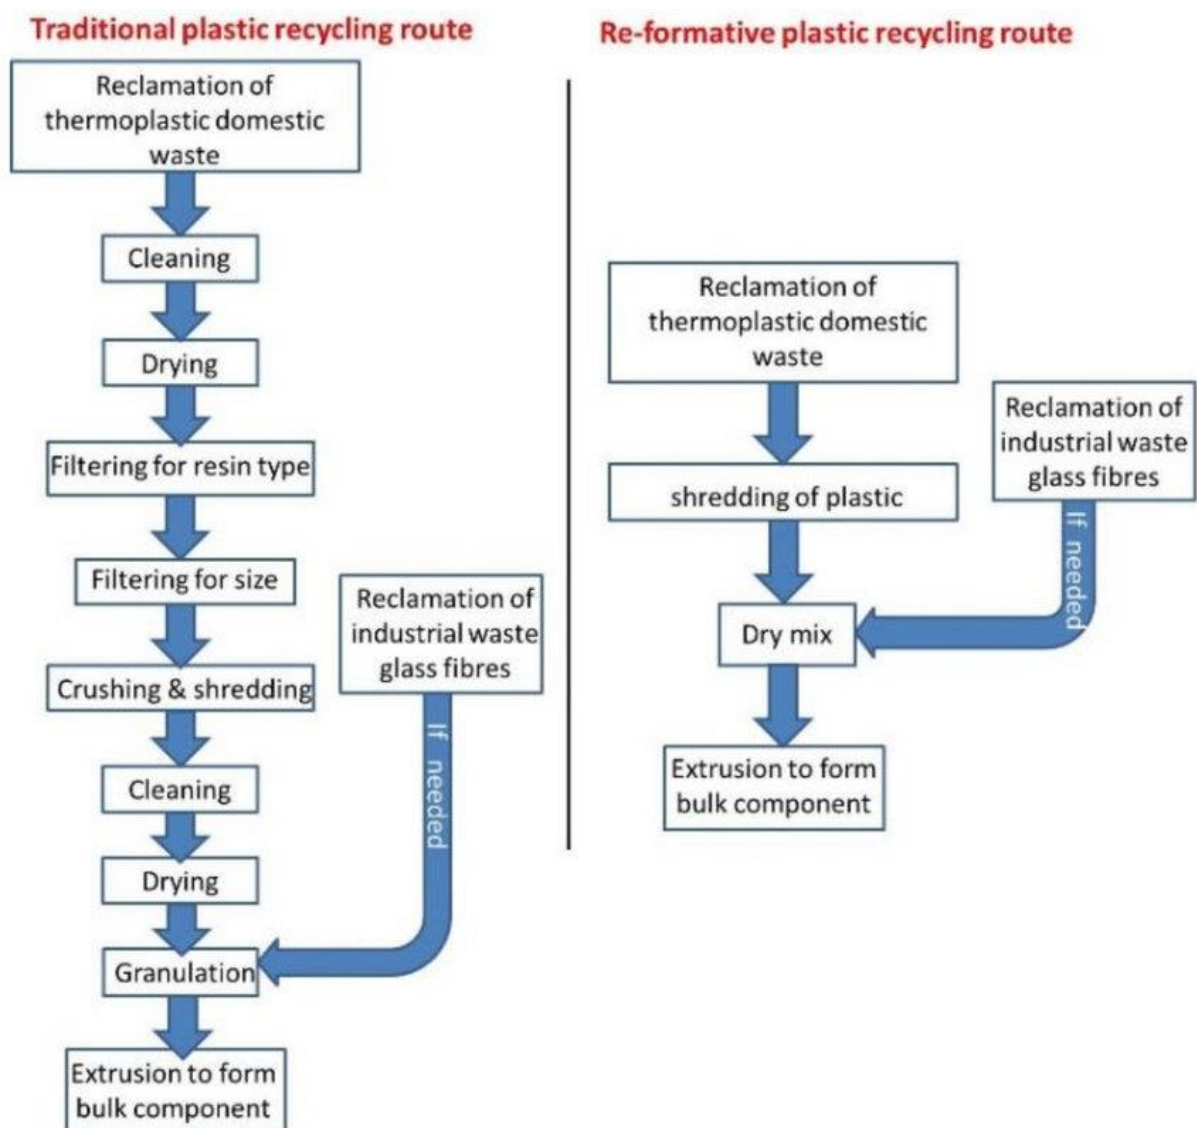 Traditional plastic recycling route
Reclamation of
thermoplastic domestic
waste
Cleaning
Drying
Filtering for resin type
Filtering for size
Crushing & shredding
Cleaning
Drying
Granulation
Extrusion to form
bulk component
Reclamation of
industrial waste
glass fibres
If needed
Re-formative plastic recycling route
Reclamation of
thermoplastic domestic
waste
shredding of plastic
Dry mix
Extrusion to form
bulk component
Reclamation of
industrial waste
glass fibres
If needed